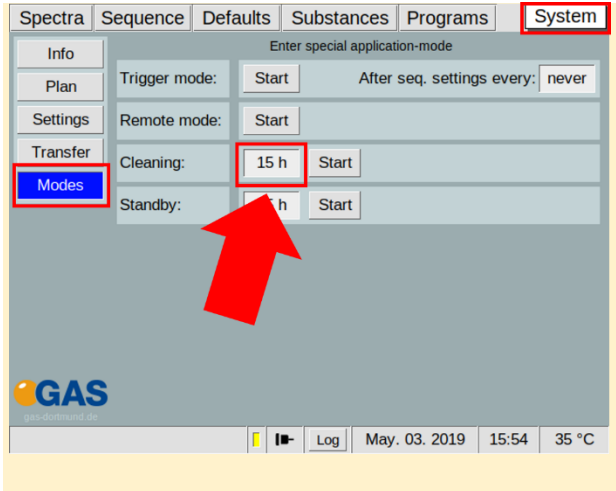 Spectra Sequence Defaults Substances Programs System
Info
Enter special application-mode
Plan
Trigger mode: Start After seq. settings every: never
Settings
Remote mode: Start
Transfer
Cleaning: 15 h Start
Modes
Standby: h Start
GAS
gas-dortmund.de
Log May. 03. 2019 15:54 35 °C